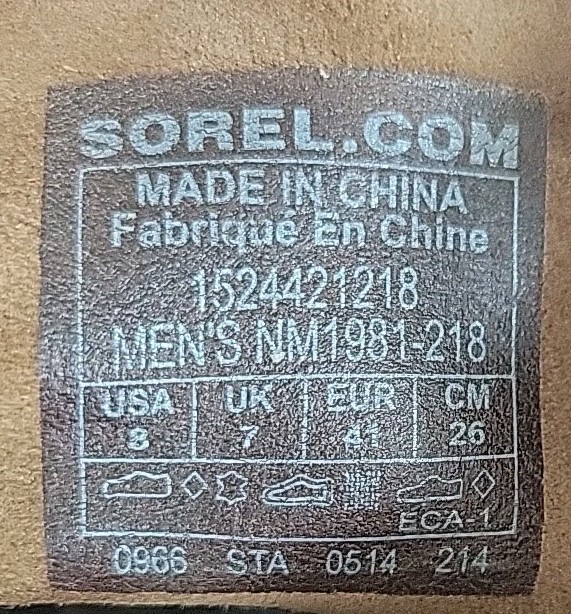 SOREL.COM
MADE IN CHINA
Fabriqué En Chine
1524421218
MEN'S NM1981-218
USA UK EUR CM
8 7 41 26
ECA-1
0966 STA 0514 214